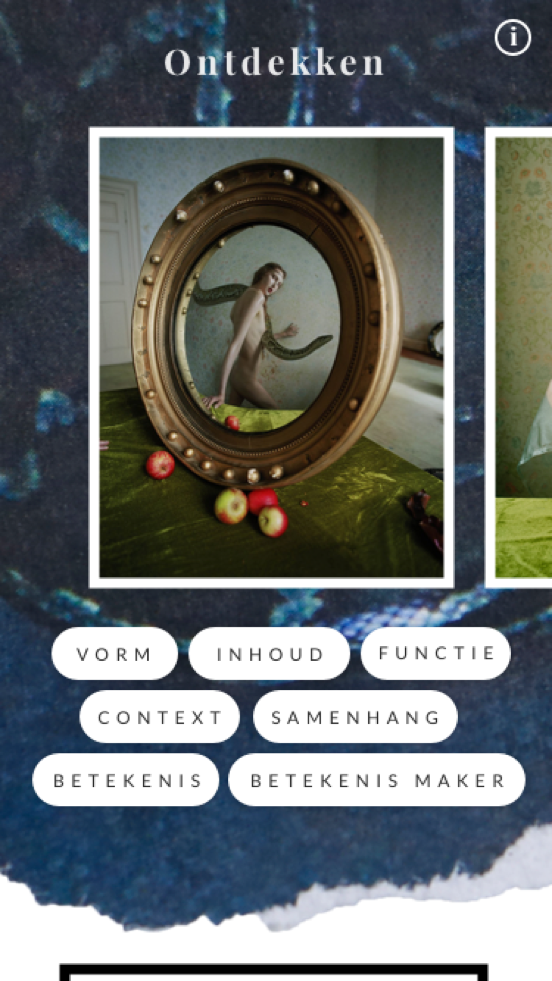 i
Ontdekken
VORM INHOUD FUNCTIE
CONTEXT SAMENHANG
BETEKENIS BETEKENIS MAKER